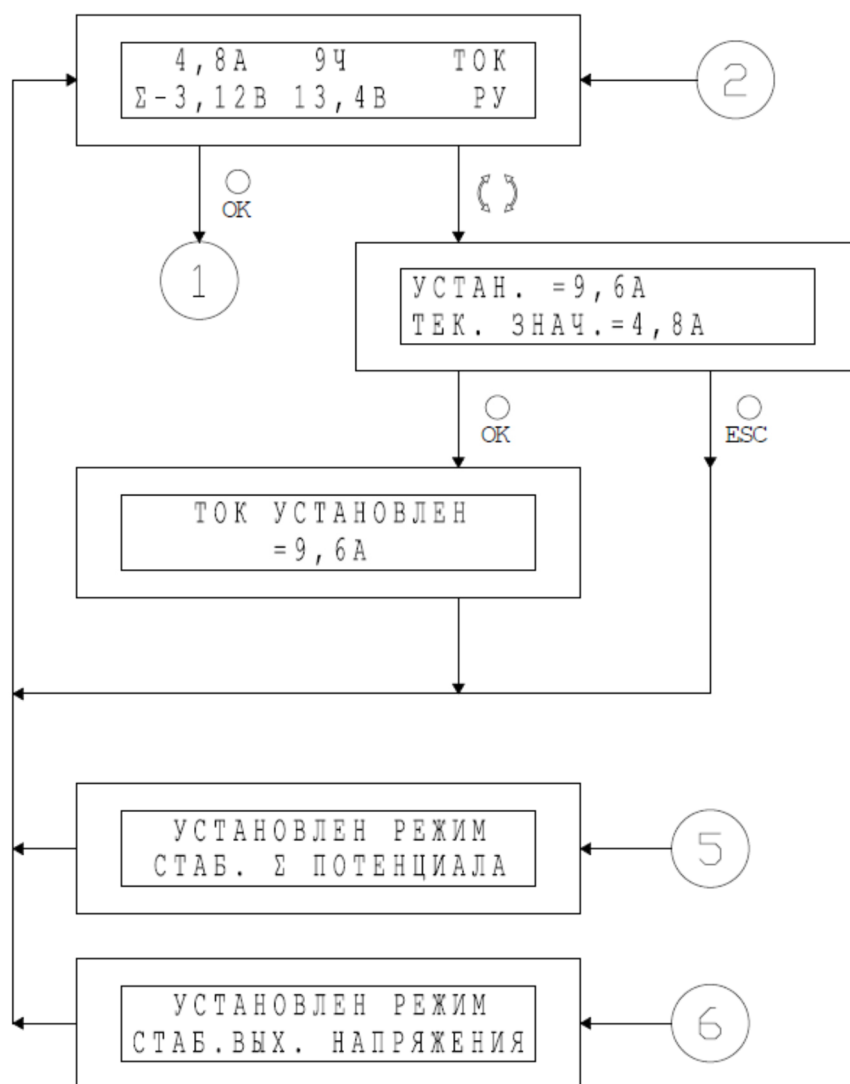 4,8А 9Ч ТОК
Σ-3,12В 13,4В РУ
2
OK
1
УСТАН. =9,6А
ТЕК. ЗНАЧ.=4,8А
OK
ESC
ТОК УСТАНОВЛЕН
=9,6А
УСТАНОВЛЕН РЕЖИМ
СТАБ. Σ ПОТЕНЦИАЛА
5
УСТАНОВЛЕН РЕЖИМ
СТАБ.ВЫХ. НАПРЯЖЕНИЯ
6